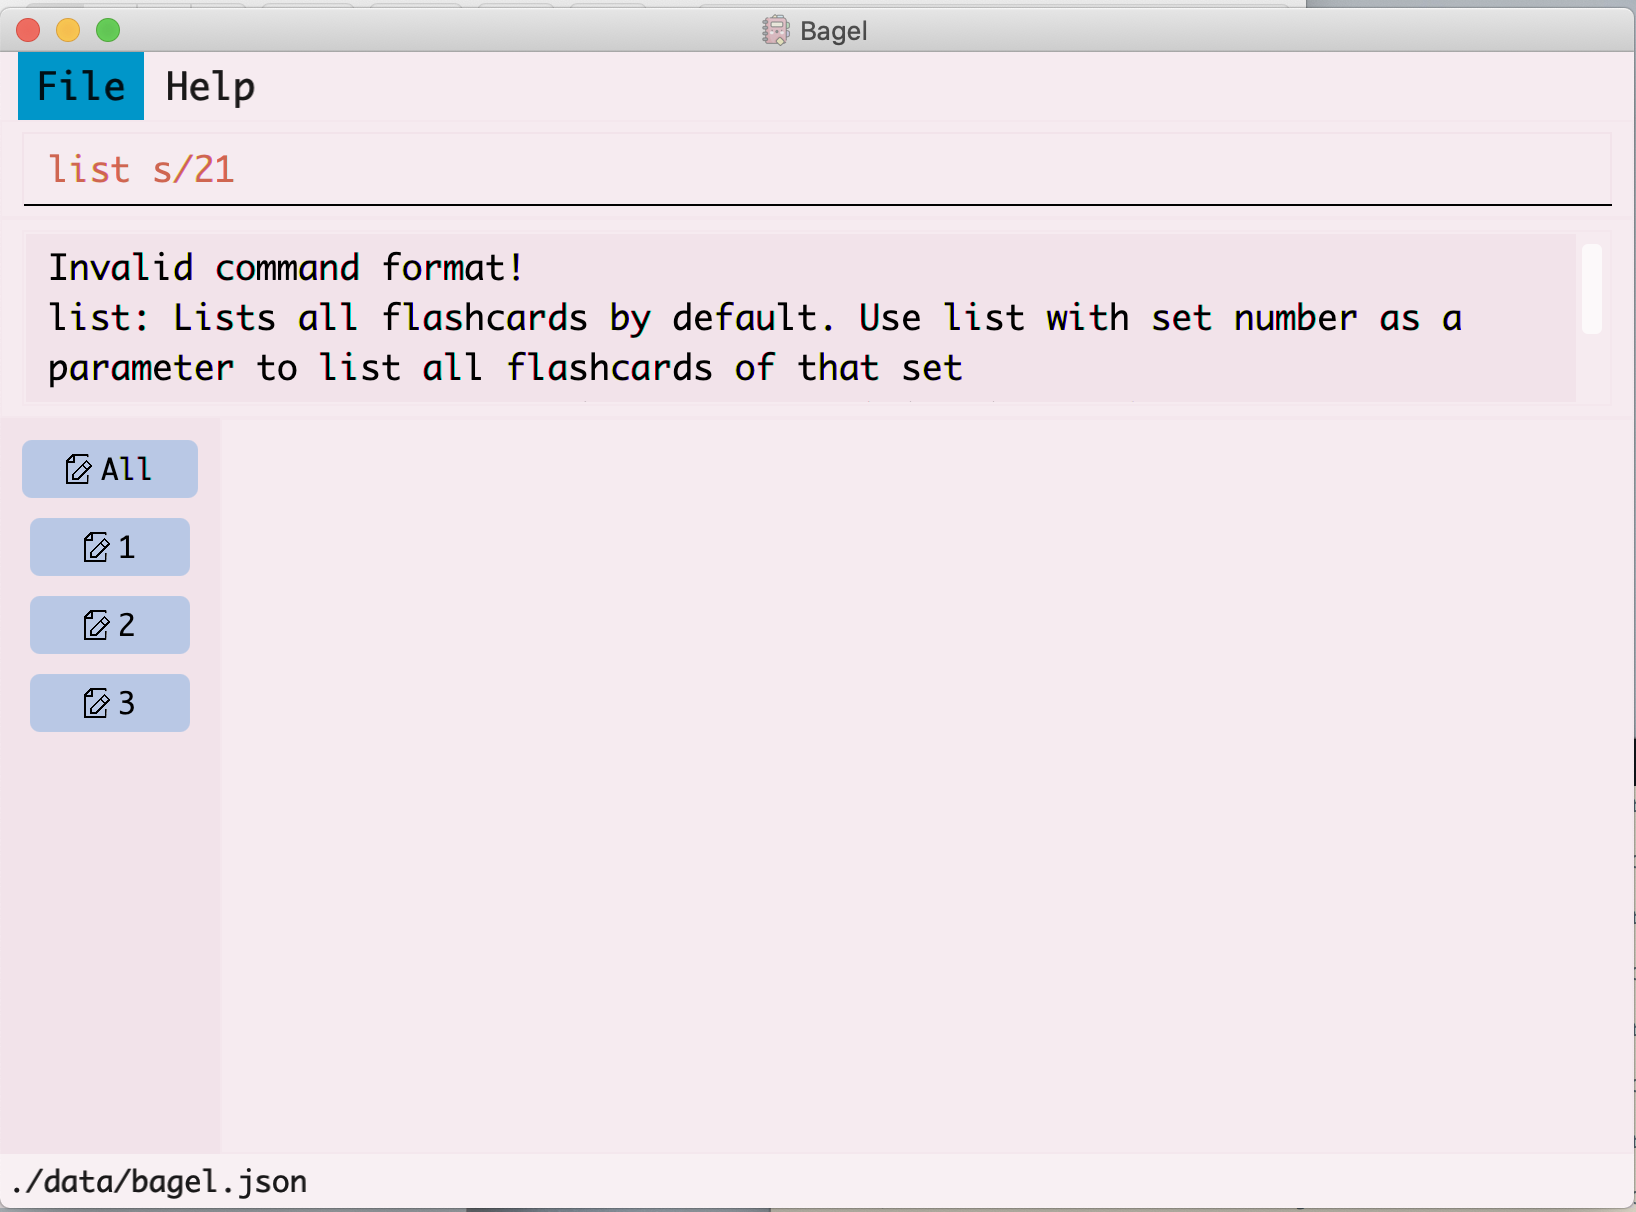 Bagel
File Help
list s/21
Invalid command format!
list: Lists all flashcards by default. Use list with set number as a
parameter to list all flashcards of that set
All
1
2
3
./data/bagel.json